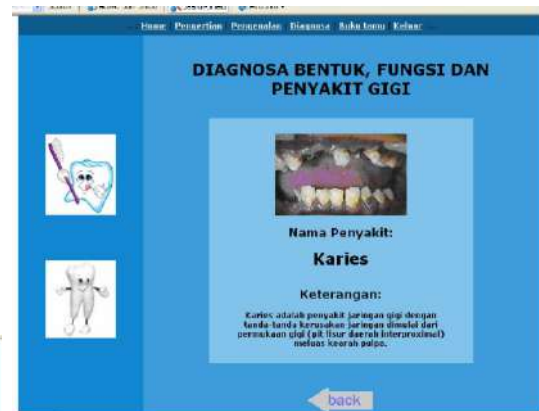 Home Pengertian Pengenalan Diagnosa Buku tamu Keluar
DIAGNOSA BENTUK, FUNGSI DAN
PENYAKIT GIGI
Nama Penyakit:
Karies
Keterangan:
Karies adalah penyakit jaringan gigi dengan
tanda-tanda kerusakan jaringan dimulai dari
permukaan gigi (pit fisur daerah interproximal)
meluas kearah pulpa.
back